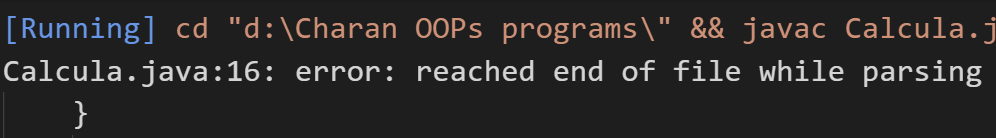 [Running] cd "d:\Charan OOPs programs\" && javac Calcula.j
Calcula.java:16: error: reached end of file while parsing
    }